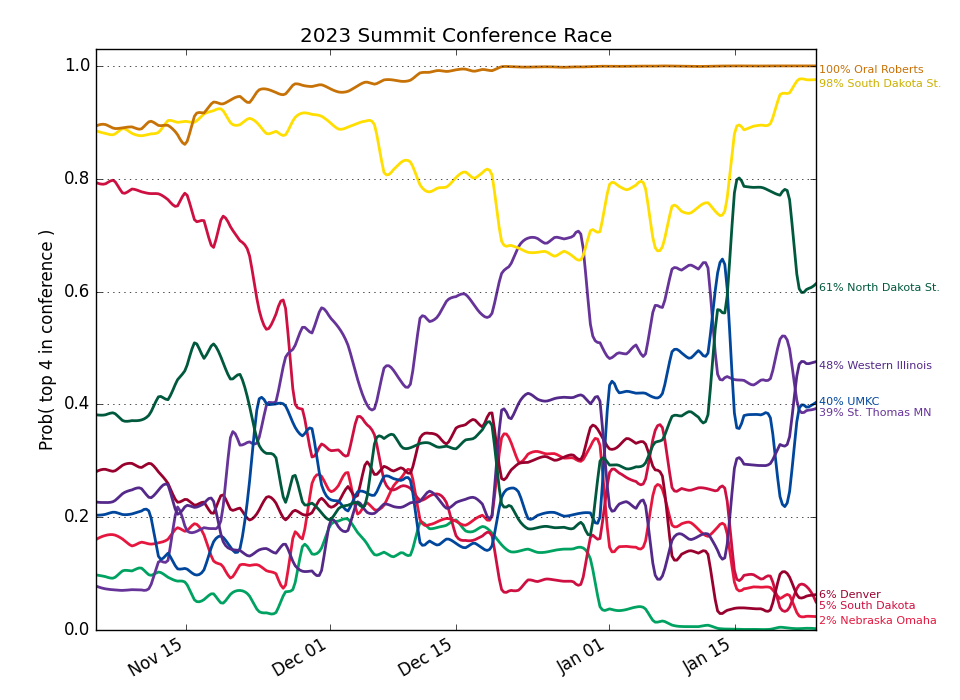 2023 Summit Conference Race
Prob( top 4 in conference )
1.0
0.8
0.6
0.4
0.2
0.0
Nov 15
Dec 01
Dec 15
Jan 01
Jan 15
100% Oral Roberts
98% South Dakota St.
61% North Dakota St.
48% Western Illinois
40% UMKC
39% St. Thomas MN
6% Denver
5% South Dakota
2% Nebraska Omaha